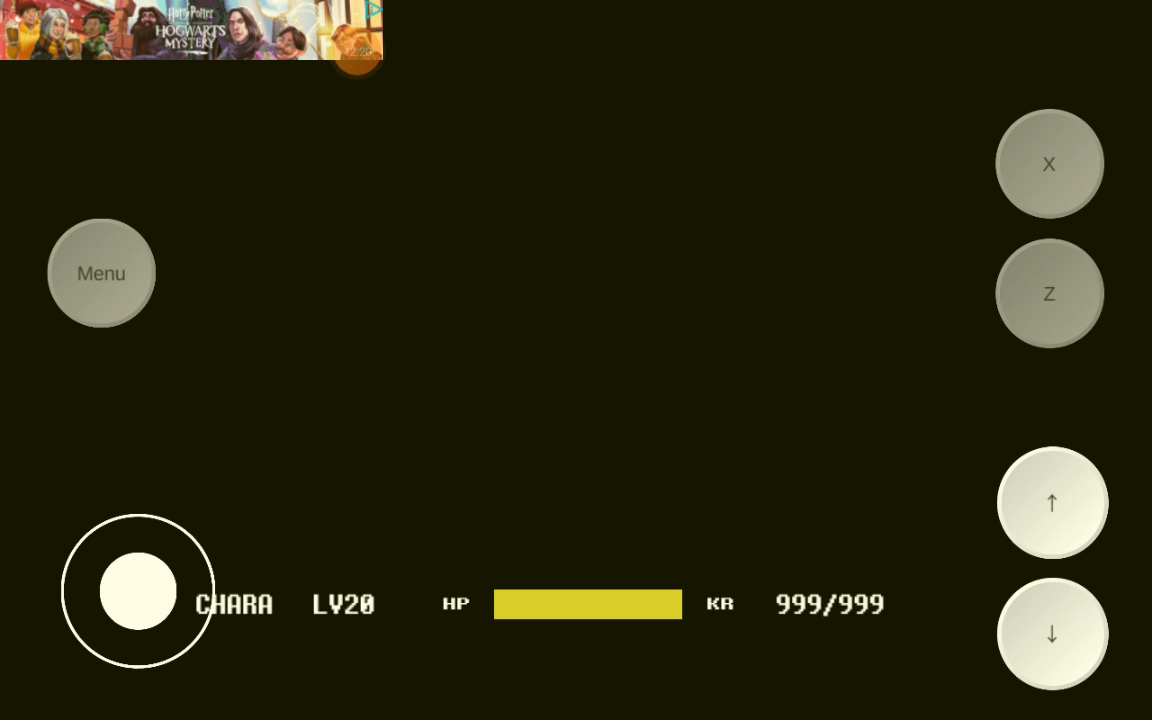 Harry Potter
HOGWARTS
MYSTERY
X
Menu
Z
↑
CHARA LV20 HP KR 999/999
↓